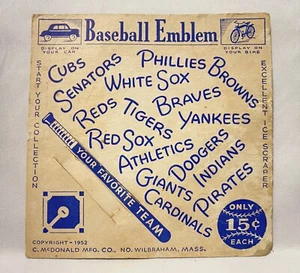 Baseball Emblem
DISPLAY ON
YOUR CAR
DISPLAY ON
YOUR BIKE
START YOUR COLLECTION
EXCELLENT ICE SCRAPER
CUBS
SENATORS
PHILLIES
BROWNS
WHITE SOX
REDS
TIGERS
BRAVES
YANKEES
RED SOX
ATHLETICS
DODGERS
INDIANS
GIANTS
PIRATES
CARDINALS
YOUR FAVORITE TEAM
ONLY
15¢
EACH
COPYRIGHT - 1952
C. MCDONALD MFG. CO., NO. WILBRAHAM, MASS.